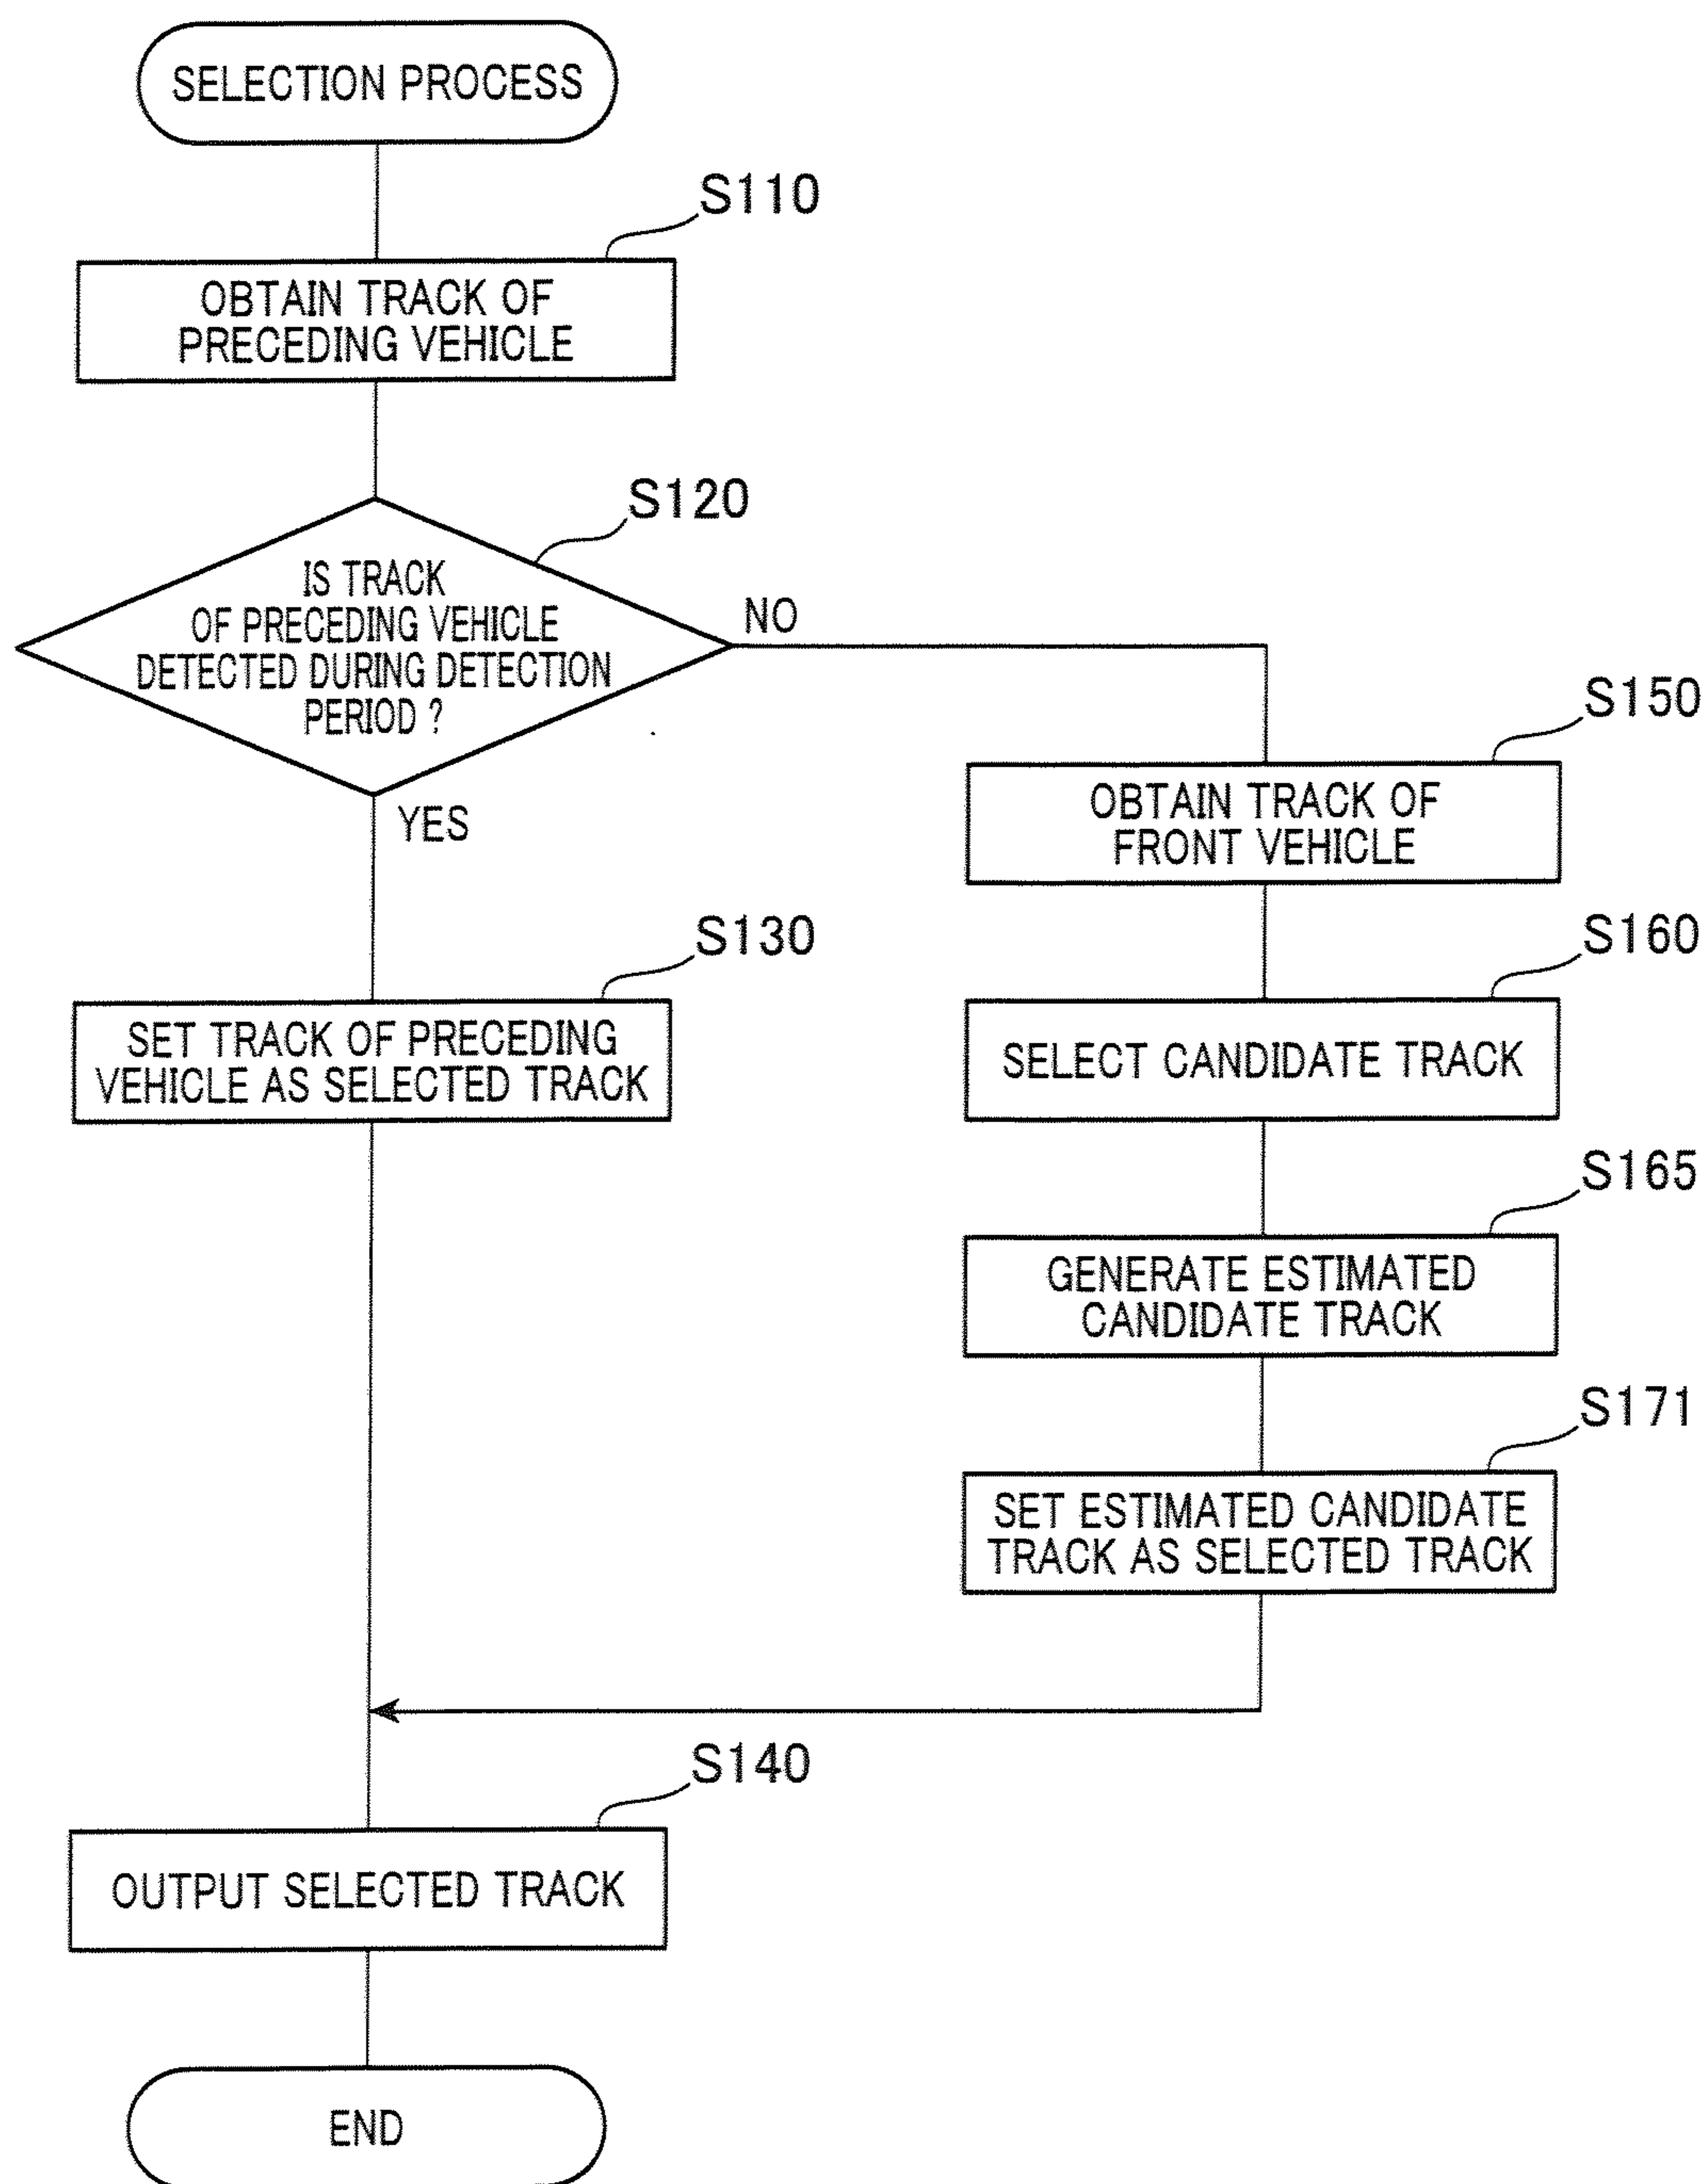 SELECTION PROCESS
S110
OBTAIN TRACK OF
PRECEDING VEHICLE
S120
IS TRACK
OF PRECEDING VEHICLE
DETECTED DURING DETECTION
PERIOD ?
NO
YES
S150
OBTAIN TRACK OF
FRONT VEHICLE
S130
SET TRACK OF PRECEDING
VEHICLE AS SELECTED TRACK
S160
SELECT CANDIDATE TRACK
S165
GENERATE ESTIMATED
CANDIDATE TRACK
S171
SET ESTIMATED CANDIDATE
TRACK AS SELECTED TRACK
S140
OUTPUT SELECTED TRACK
END